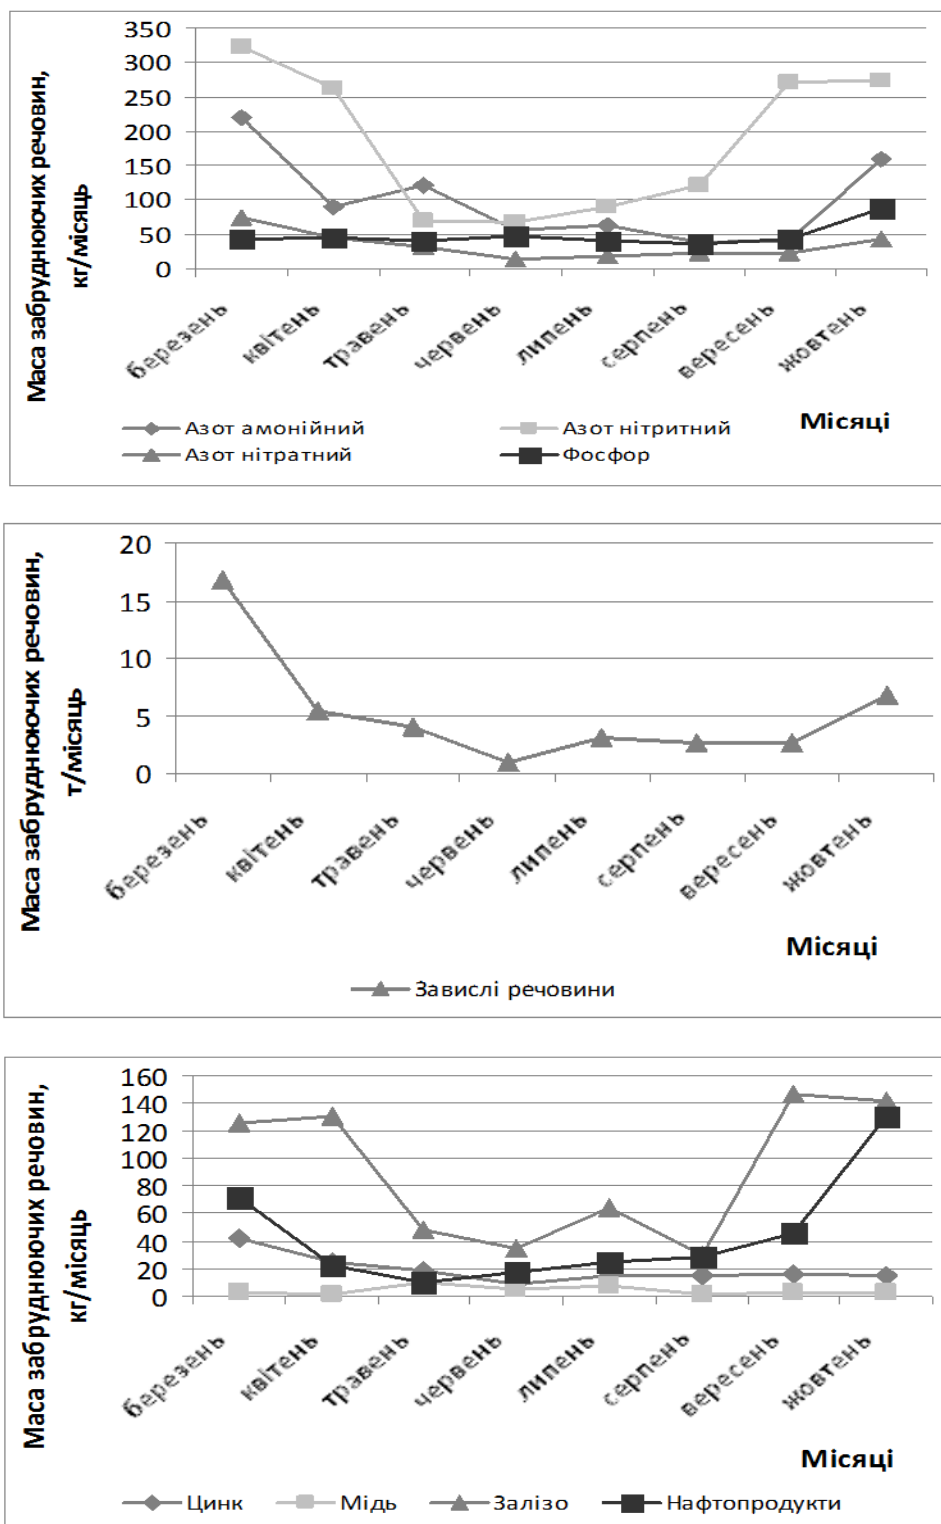 Маса забруднюючих речовин,
кг/місяць
350
300
250
200
150
100
50
0
березень
квітень
травень
червень
липень
серпень
вересень
жовтень
Місяці
Азот амонійний
Азот нітритний
Азот нітратний
Фосфор
Маса забруднюючих речовин,
т/місяць
20
15
10
5
0
березень
квітень
травень
червень
липень
серпень
вересень
жовтень
Місяці
Завислі речовини
Маса забруднюючих речовин,
кг/місяць
160
140
120
100
80
60
40
20
0
березень
квітень
травень
червень
липень
серпень
вересень
жовтень
Місяці
Цинк
Мідь
Залізо
Нафтопродукти